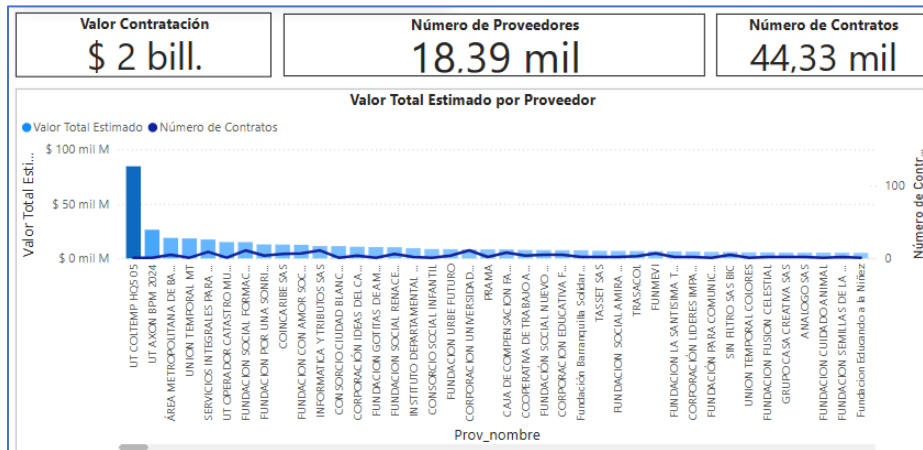 Valor Contratación
$ 2 bill.
Número de Proveedores
18,39 mil
Número de Contratos
44,33 mil
Valor Total Estimado por Proveedor
Valor Total Estimado
Número de Contratos
Valor Total Esti...
$ 100 mil M
$ 50 mil M
$ 0 mil M
100
0
Número de Contr...
UT COLTEMP HQ5 05
UT AXON BPM 2024
ÁREA METROPOLITANA DE BA...
UNION TEMPORAL MT
SERVICIOS INTEGRALES PARA ...
UT OPERADOR CATASTRO MU...
FUNDACION SOCIAL FORMAC...
FUNDACION POR UNA SONRI...
COINCARIBE SAS
FUNDACION CON AMOR SOC...
INFORMATICA Y TRIBUTOS SAS
CONSORCIO CIUDAD BLANC...
CORPORACIÓN IDEAS DEL CA...
FUNDACION GOTITAS DE AM...
FUNDACION SOCIAL RENACE...
INSTITUTO DEPARTAMENTAL ...
CONSORCIO SOCIAL INFANTIL
FUNDACION URBE FUTURO
CORPORACION UNIVERSIDAD...
PRAMA
CAJA DE COMPENSACION FA...
COOPERATIVA DE TRABAJO A...
FUNDACIÓN SOCIAL NUEVO ...
CORPORACION EDUCATIVA F...
Fundación Barranquilla Solidar...
TASSET SAS
FUNDACION SOCIAL AMIRA ...
TRASACOL
FUNMEVI
FUNDACION LA SANTISIMA T...
CORPORACIÓN LIDERES IMPA...
FUNDACIÓN PARA COMUNIC...
SIN FILTRO SAS BIC
UNION TEMPORAL COLORES
FUNDACION FUSION CELESTIAL
GRUPO CASA CREATIVA SAS
ANALOGO SAS
FUNDACION CUIDADO ANIMAL
FUNDACION SEMILLAS DE LA ...
Fundccion Educando a la Niñez
Prov_nombre